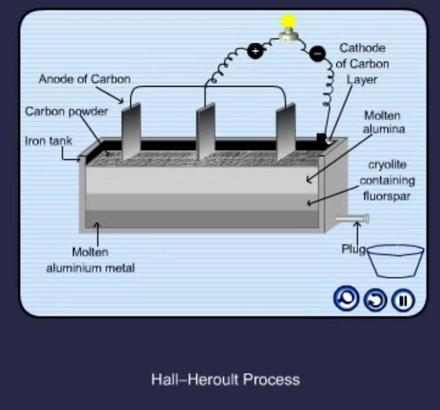 +
−
Cathode
of Carbon
Layer
Anode of Carbon
Carbon powder
Molten
alumina
Iron tank
cryolite
containing
fluorspar
Plug
Molten
aluminium metal
Hall–Heroult Process